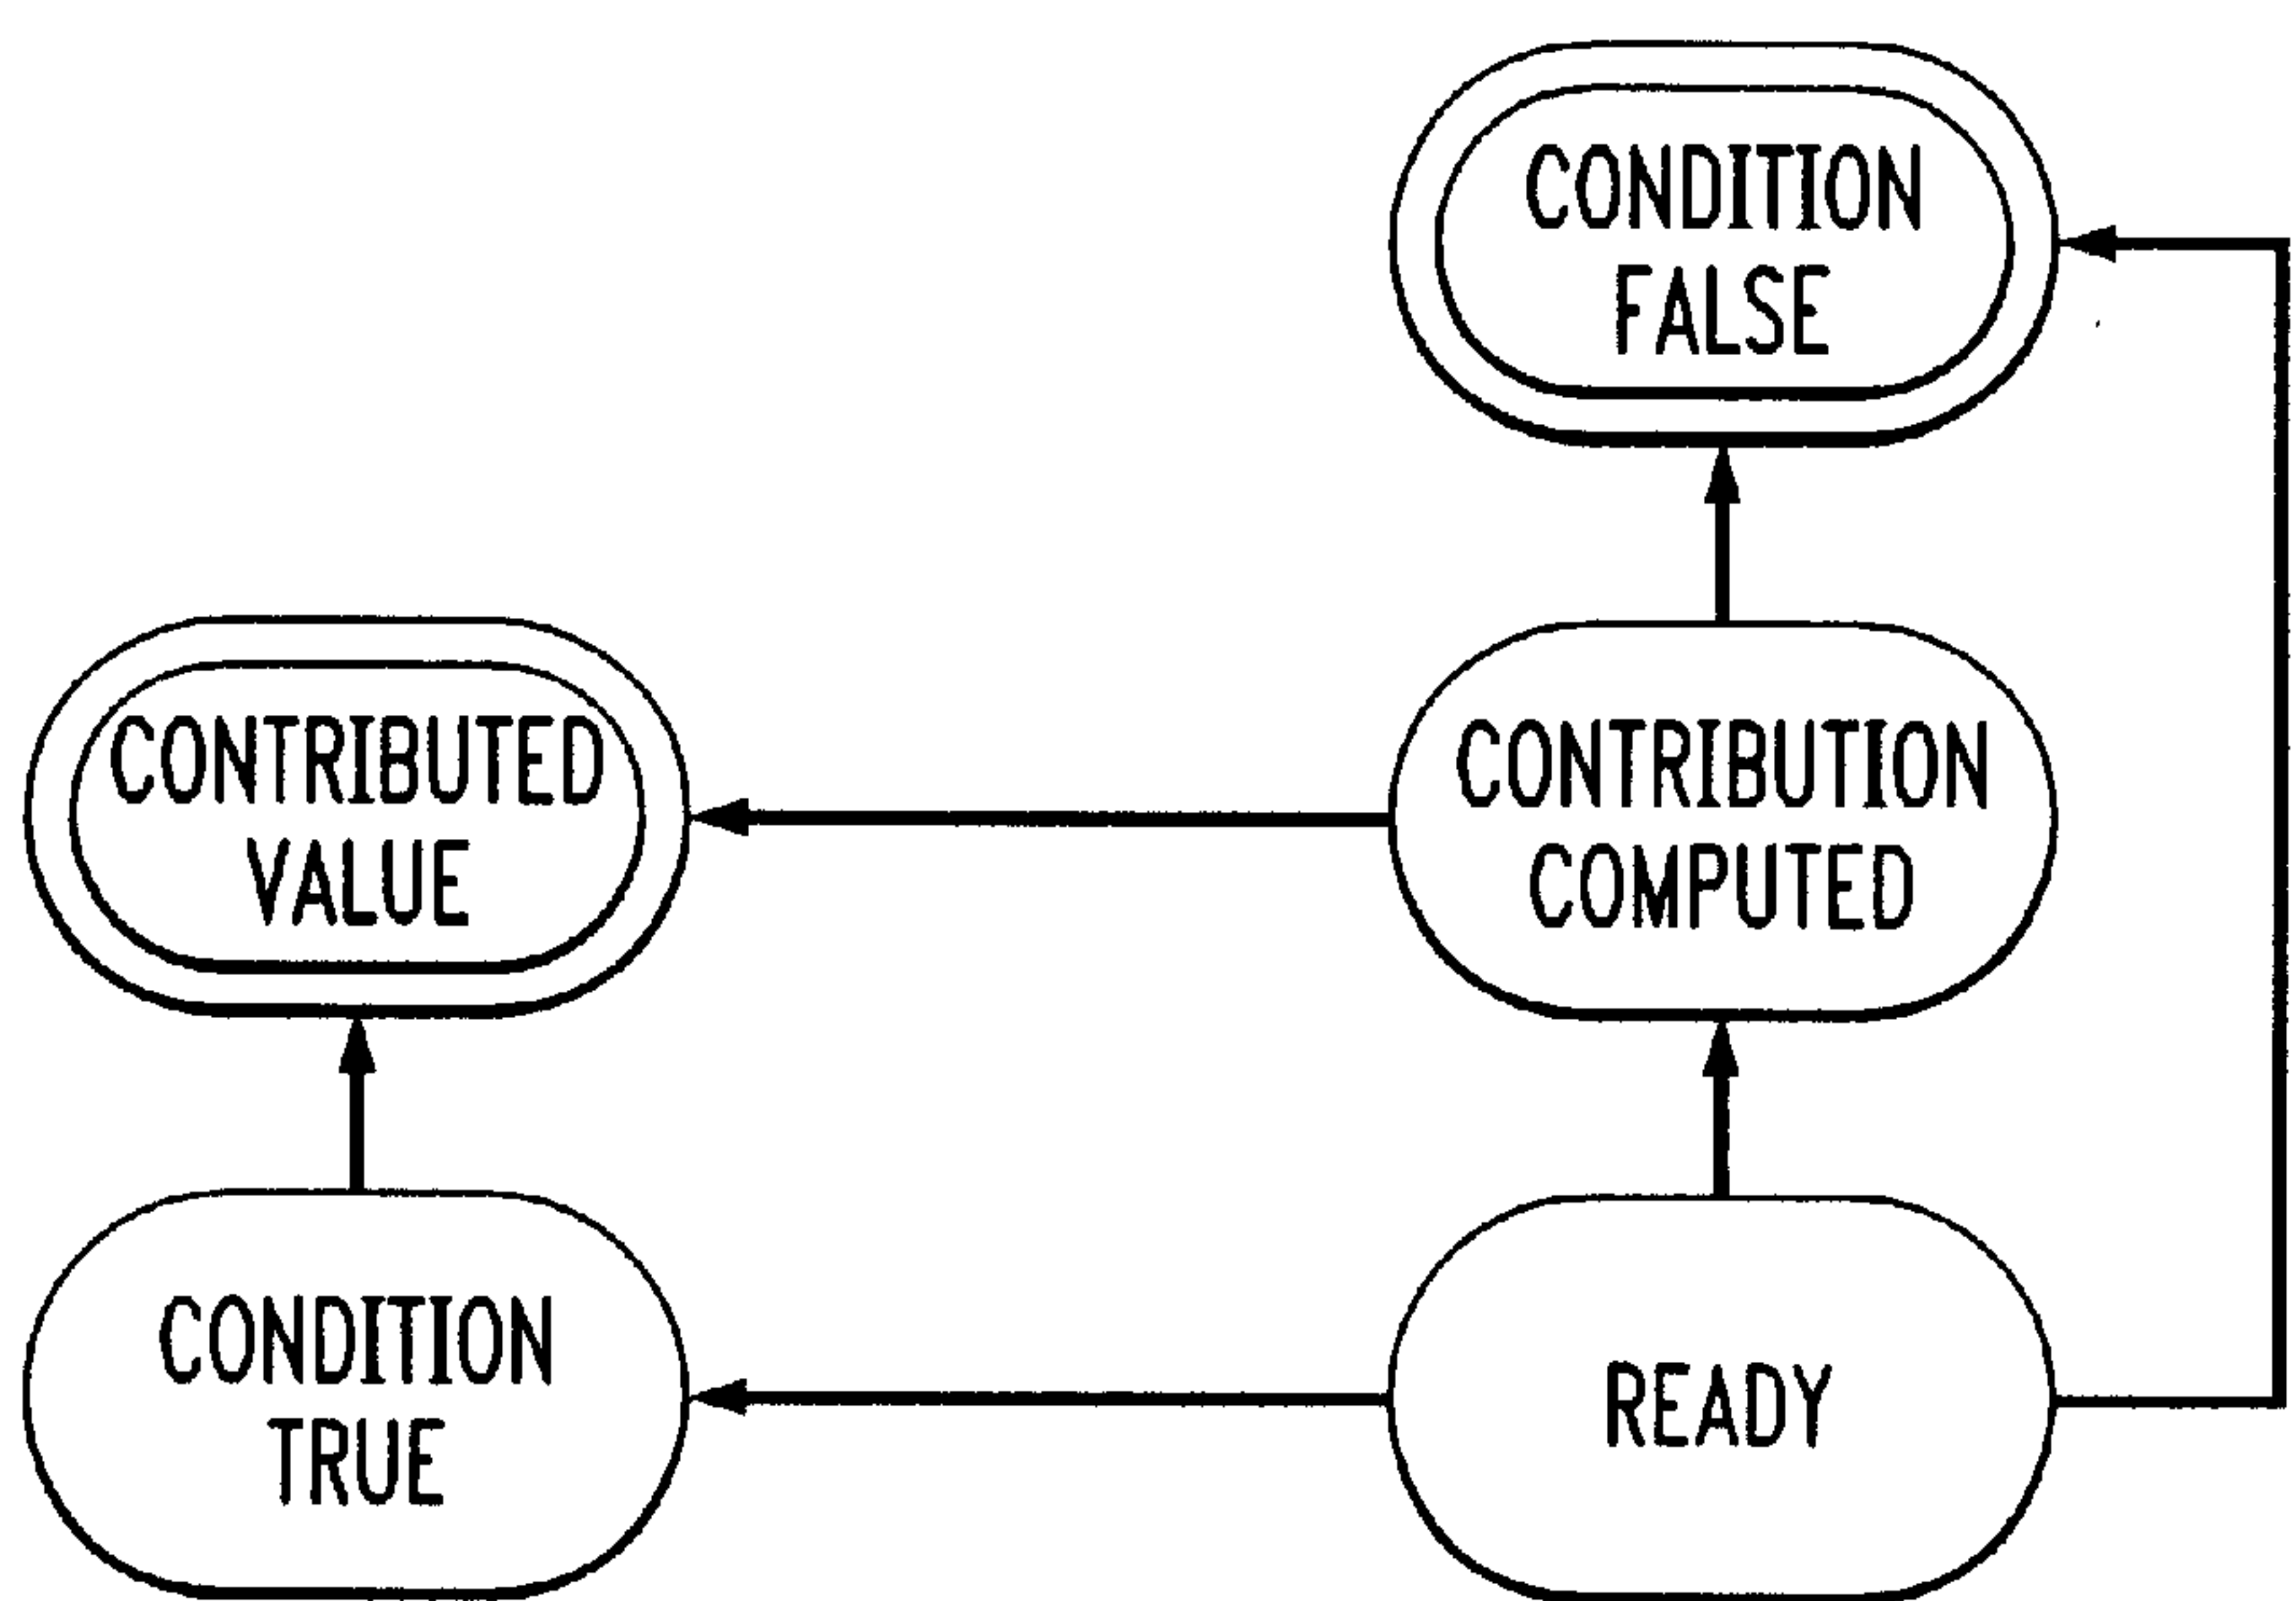 CONDITION
FALSE
CONTRIBUTED
VALUE
CONTRIBUTION
COMPUTED
CONDITION
TRUE
READY